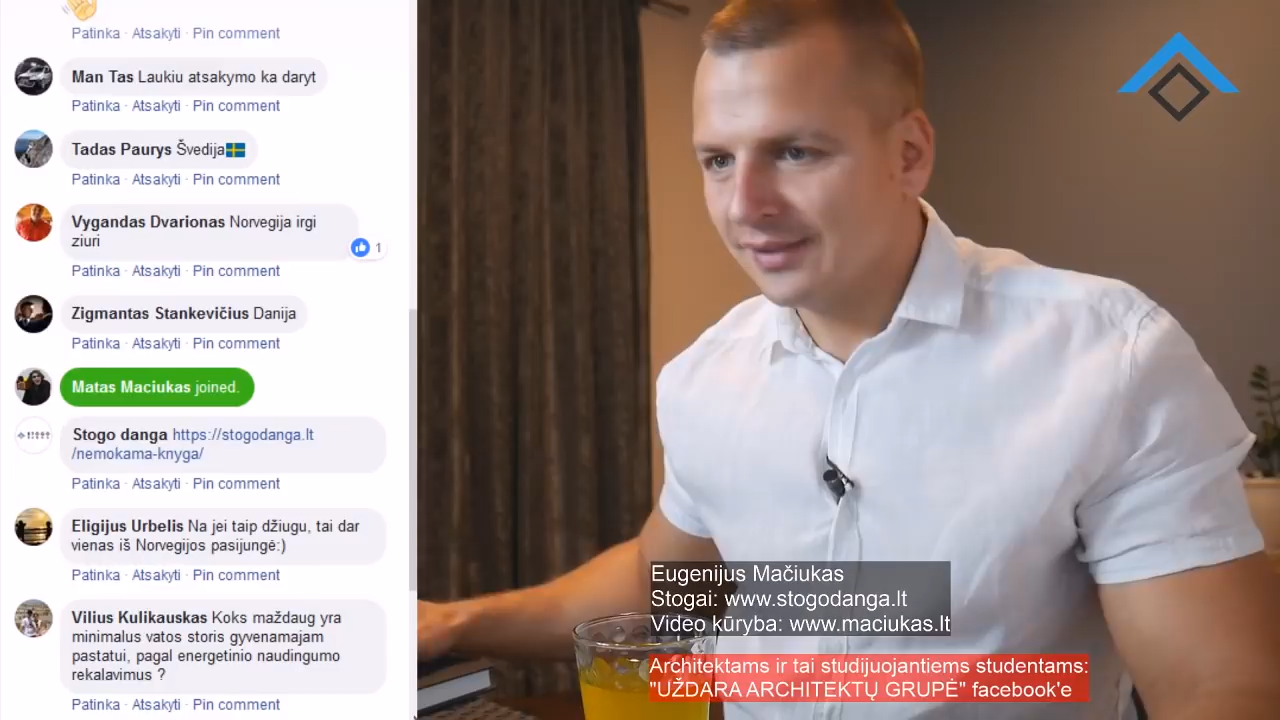 Patinka · Atsakyti · Pin comment
Man Tas Laukiu atsakymo ka daryt
Patinka · Atsakyti · Pin comment
Tadas Paurys Švedija
Patinka · Atsakyti · Pin comment
Vygandas Dvarionas Norvegija irgi
ziuri
1
Patinka · Atsakyti · Pin comment
Zigmantas Stankevičius Danija
Patinka · Atsakyti · Pin comment
Matas Maciukas joined.
Stogo danga https://stogodanga.lt
/nemokama-knyga/
Patinka · Atsakyti · Pin comment
Eligijus Urbelis Na jei taip džiugu, tai dar
vienas iš Norvegijos pasijungė:)
Patinka · Atsakyti · Pin comment
Vilius Kulikauskas Koks maždaug yra
minimalus vatos storis gyvenamajam
pastatui, pagal energetinio naudingumo
rekalavimus ?
Patinka · Atsakyti · Pin comment
Eugenijus Mačiukas
Stogai: www.stogodanga.lt
Video kūryba: www.maciukas.lt
Architektams ir tai studijuojantiems studentams:
"UŽDARA ARCHITEKTŲ GRUPĖ" facebook'e